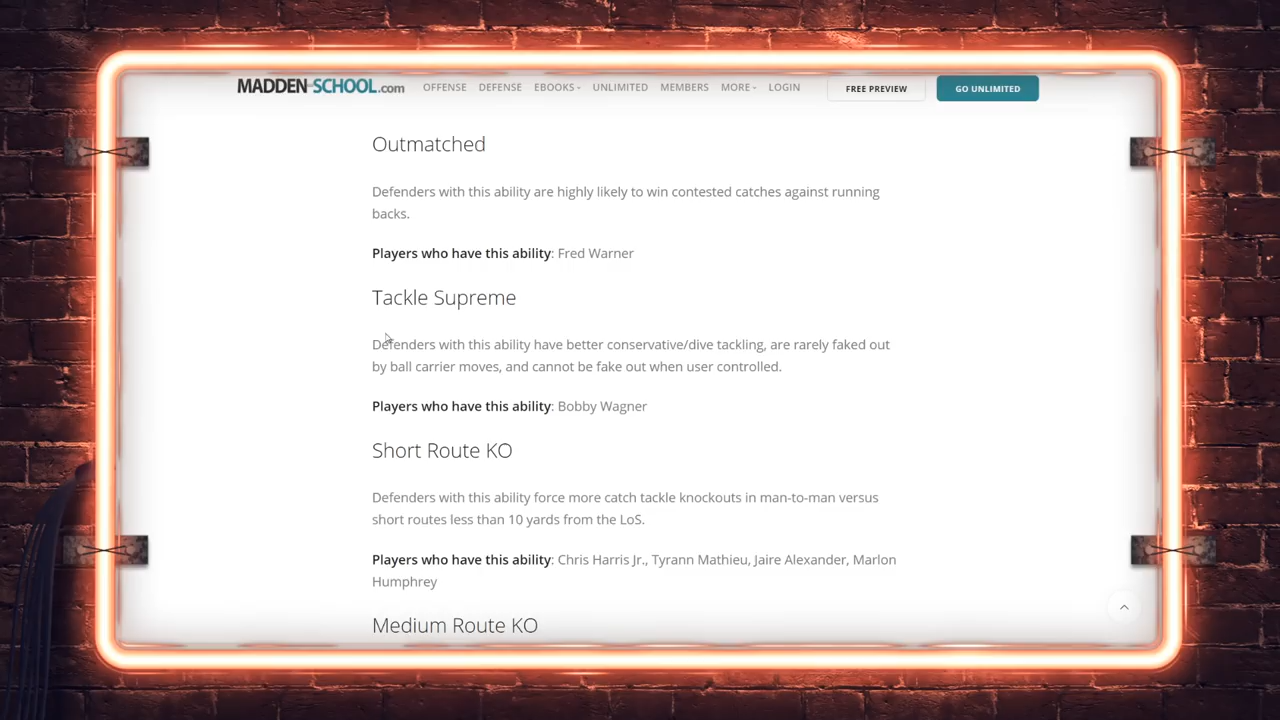 MADDEN-SCHOOL.com OFFENSE DEFENSE EBOOKS UNLIMITED MEMBERS MORE LOGIN FREE PREVIEW GO UNLIMITED
Outmatched
Defenders with this ability are highly likely to win contested catches against running
backs.
Players who have this ability: Fred Warner
Tackle Supreme
Defenders with this ability have better conservative/dive tackling, are rarely faked out
by ball carrier moves, and cannot be fake out when user controlled.
Players who have this ability: Bobby Wagner
Short Route KO
Defenders with this ability force more catch tackle knockouts in man-to-man versus
short routes less than 10 yards from the LoS.
Players who have this ability: Chris Harris Jr., Tyrann Mathieu, Jaire Alexander, Marlon
Humphrey
Medium Route KO